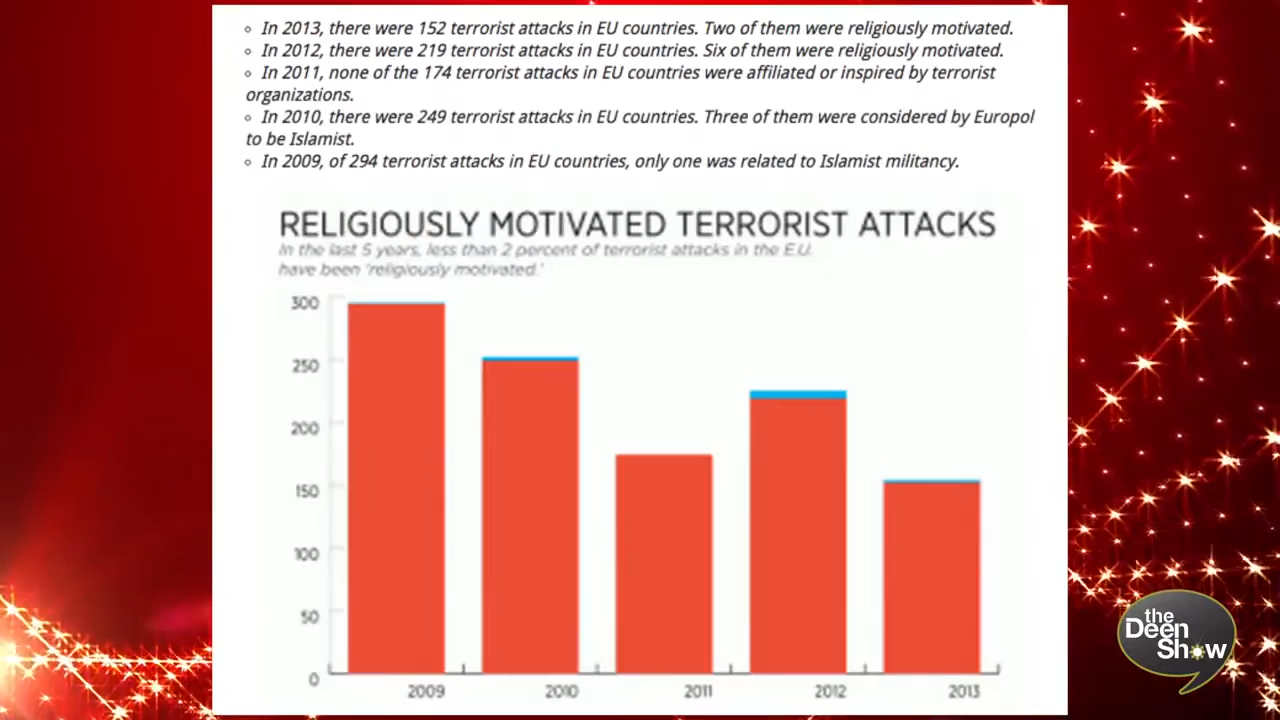 ◦ In 2013, there were 152 terrorist attacks in EU countries. Two of them were religiously motivated.
◦ In 2012, there were 219 terrorist attacks in EU countries. Six of them were religiously motivated.
◦ In 2011, none of the 174 terrorist attacks in EU countries were affiliated or inspired by terrorist
organizations.
◦ In 2010, there were 249 terrorist attacks in EU countries. Three of them were considered by Europol
to be Islamist.
◦ In 2009, of 294 terrorist attacks in EU countries, only one was related to Islamist militancy.
RELIGIOUSLY MOTIVATED TERRORIST ATTACKS
In the last 5 years, less than 2 percent of terrorist attacks in the E.U.
have been 'religiously motivated.'
300
250
200
150
100
50
0
2009 2010 2011 2012 2013
the
Deen
Show